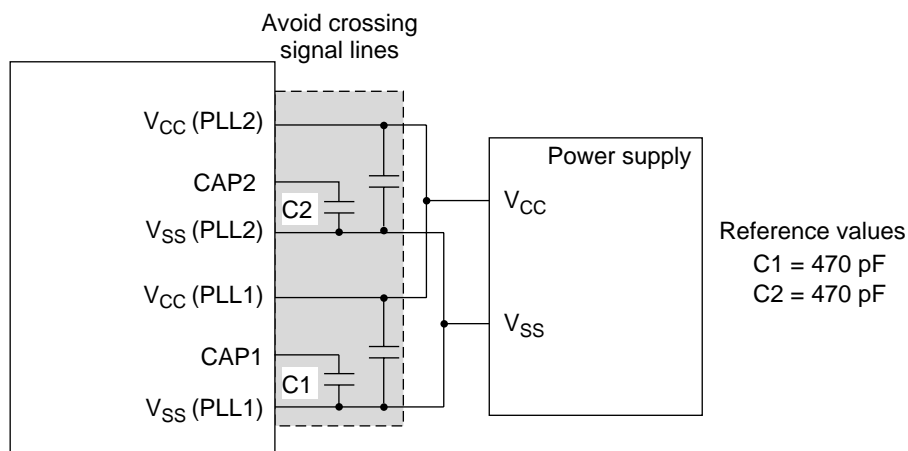 Avoid crossing
signal lines
VCC (PLL2)
CAP2
C2
VSS (PLL2)
VCC (PLL1)
CAP1
C1
VSS (PLL1)
Power supply
VCC
VSS
Reference values
C1 = 470 pF
C2 = 470 pF